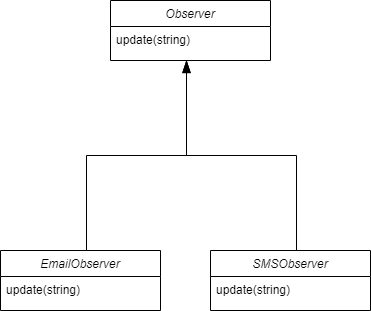 Observer
update(string)
EmailObserver
update(string)
SMSObserver
update(string)